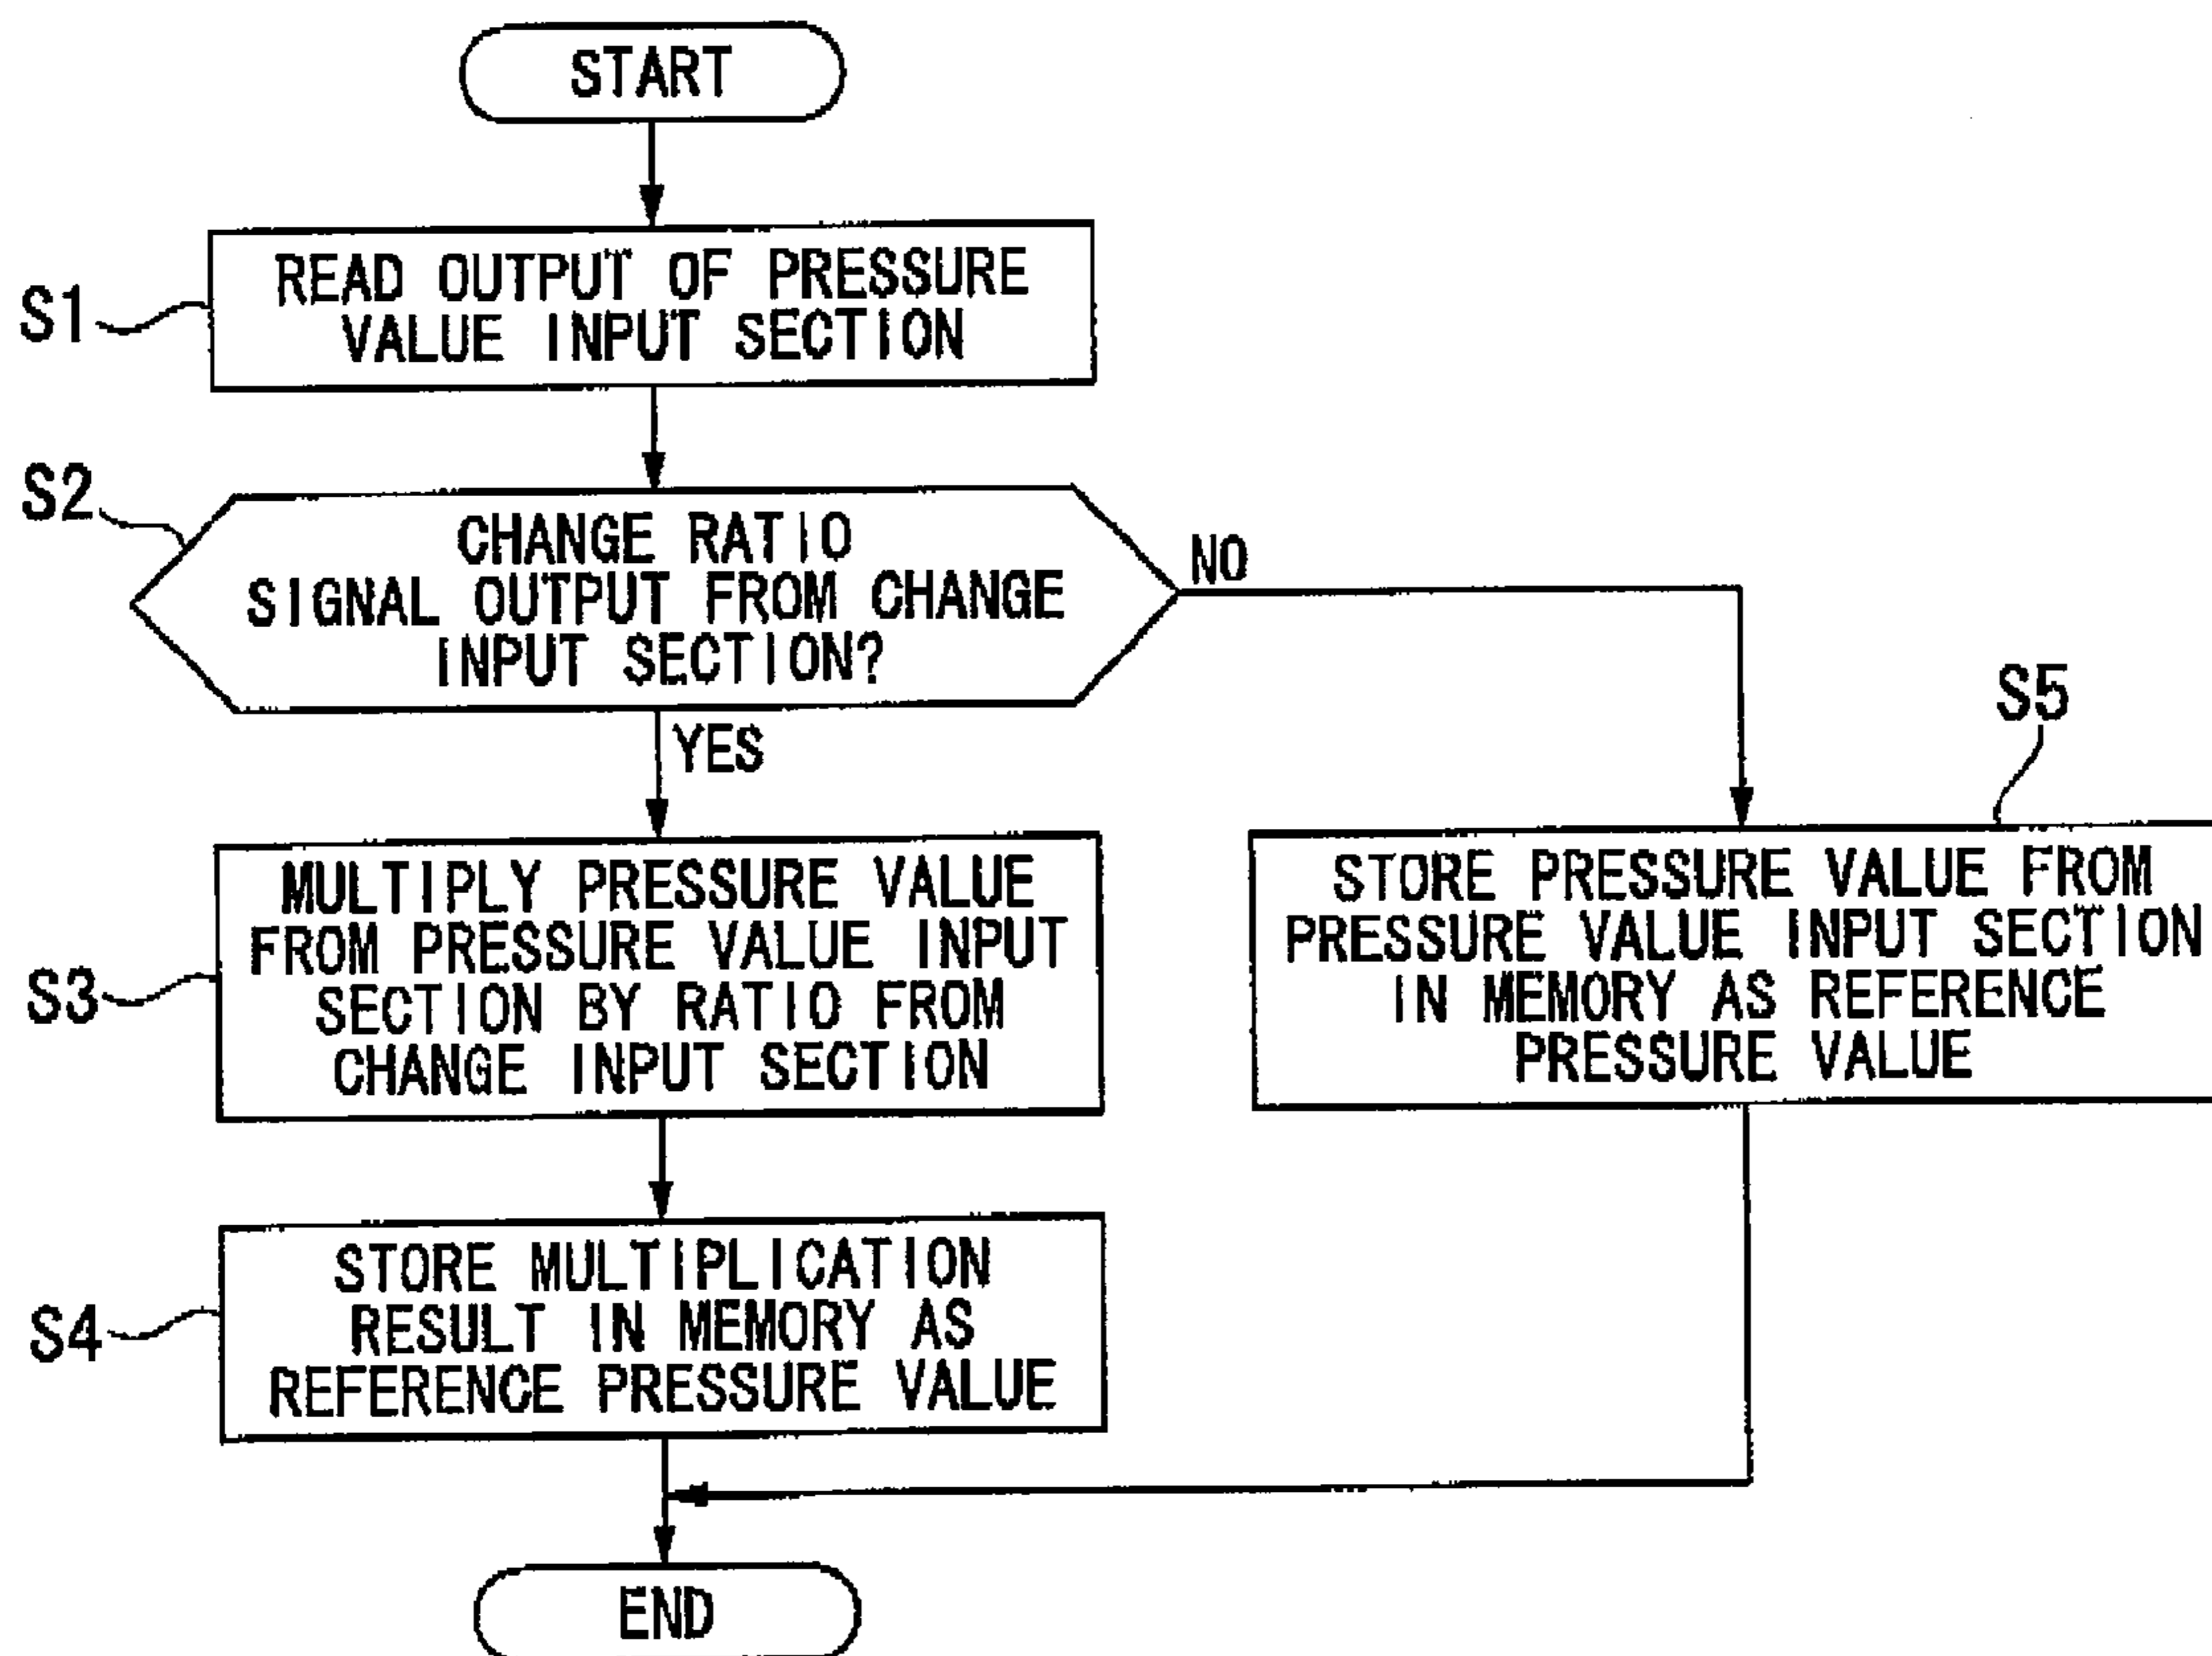 START
S1
READ OUTPUT OF PRESSURE
VALUE INPUT SECTION
S2
CHANGE RATIO
SIGNAL OUTPUT FROM CHANGE
INPUT SECTION?
NO
YES
S3
MULTIPLY PRESSURE VALUE
FROM PRESSURE VALUE INPUT
SECTION BY RATIO FROM
CHANGE INPUT SECTION
S5
STORE PRESSURE VALUE FROM
PRESSURE VALUE INPUT SECTION
IN MEMORY AS REFERENCE
PRESSURE VALUE
S4
STORE MULTIPLICATION
RESULT IN MEMORY AS
REFERENCE PRESSURE VALUE
END